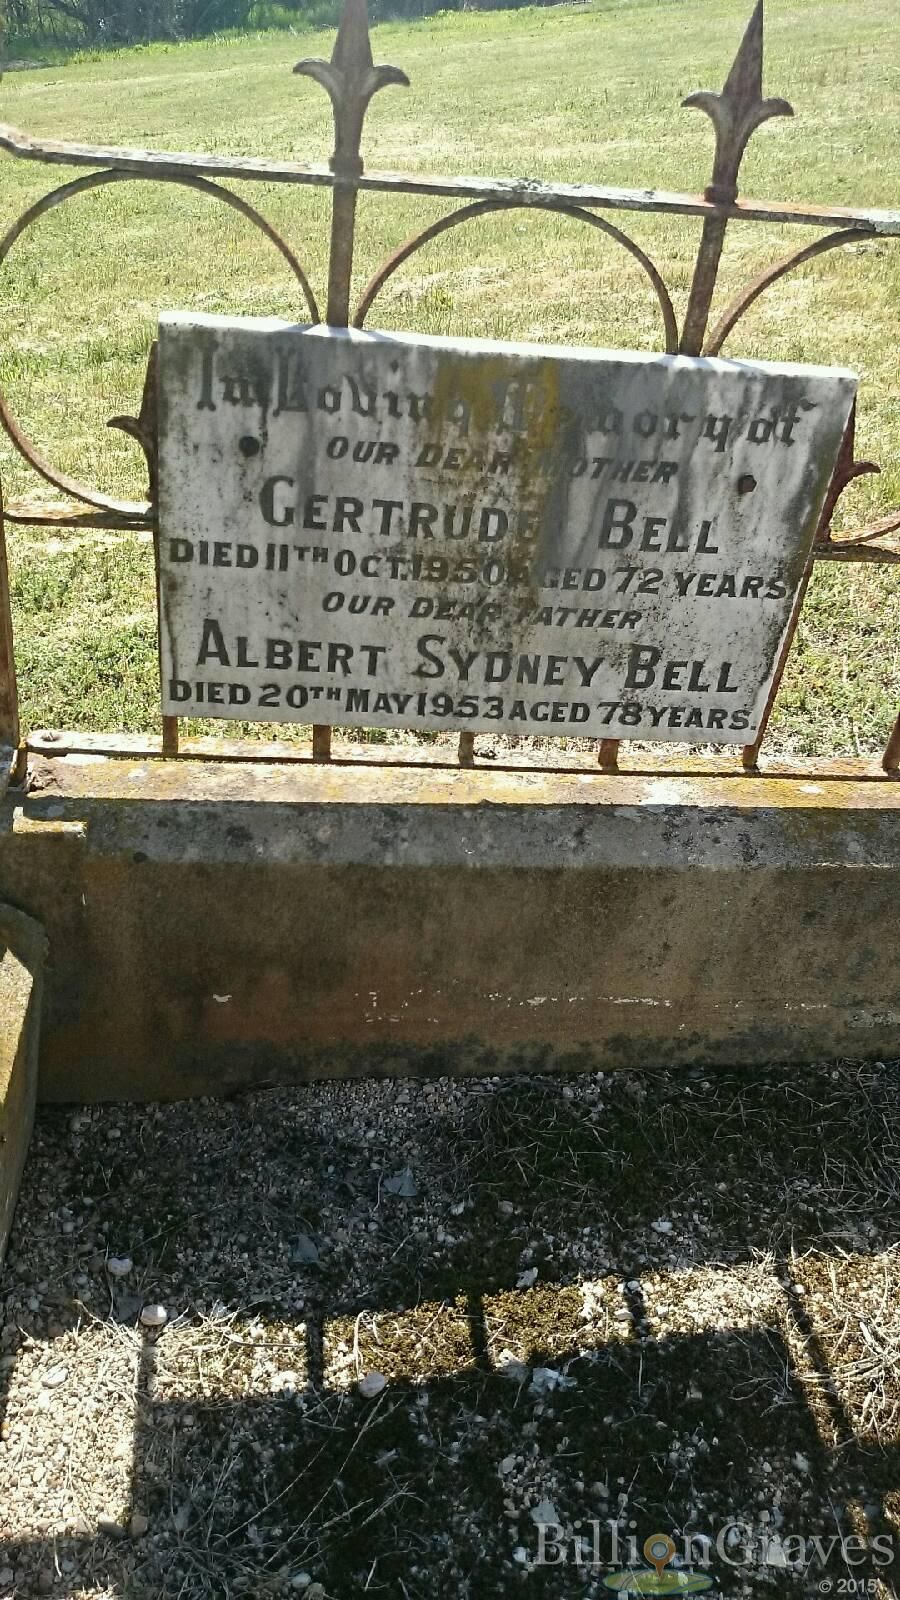 In Loving Memory of
OUR DEAR MOTHER
GERTRUDE BELL
DIED 11TH OCT. 1950 AGED 72 YEARS
OUR DEAR FATHER
ALBERT SYDNEY BELL
DIED 20TH MAY 1953 AGED 78 YEARS.
BillionGraves
© 2015